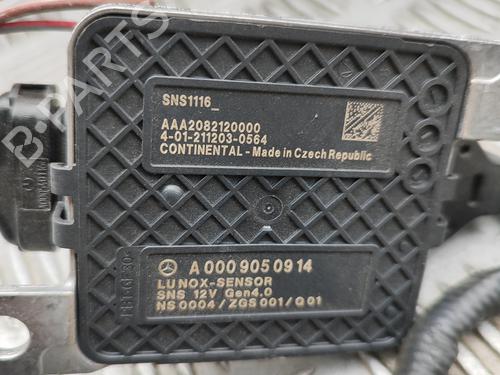 B-PARTS
SNS1116_
AAA2082120000
4-01-211203-0564
CONTINENTAL - Made in Czech Republic
A 000 905 09 14
LU NOX-SENSOR
SNS 12V Gen4.0
NS 0004 / ZGS 001 / Q 01